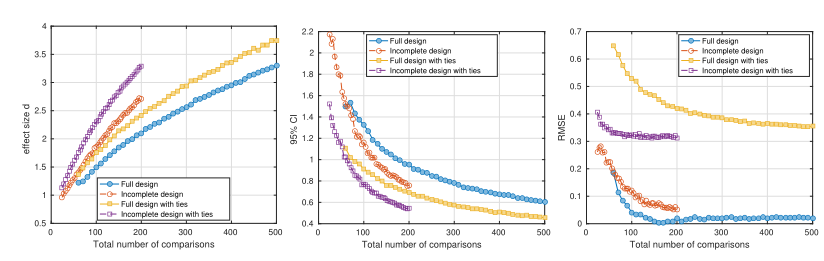 4
3.5
3
2.5
2
1.5
1
0.5
effect size d
0
100
200
300
400
500
Total number of comparisons
Full design
Incomplete design
Full design with ties
Incomplete design with ties
2.2
2
1.8
1.6
1.4
1.2
1
0.8
0.6
0.4
95% CI
0
100
200
300
400
500
Total number of comparisons
Full design
Incomplete design
Full design with ties
Incomplete design with ties
0.7
0.6
0.5
0.4
0.3
0.2
0.1
0
RMSE
0
100
200
300
400
500
Total number of comparisons
Full design
Incomplete design
Full design with ties
Incomplete design with ties